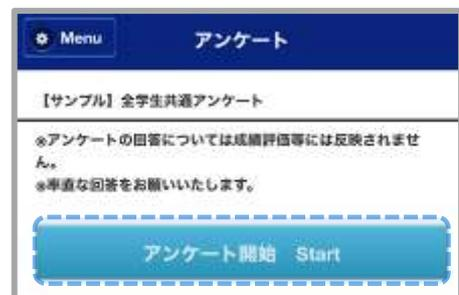 Menu
アンケート
【サンプル】全学生共通アンケート
※アンケートの回答については成績評価等には反映されませ
ん。
※率直な回答をお願いいたします。
アンケート開始 Start